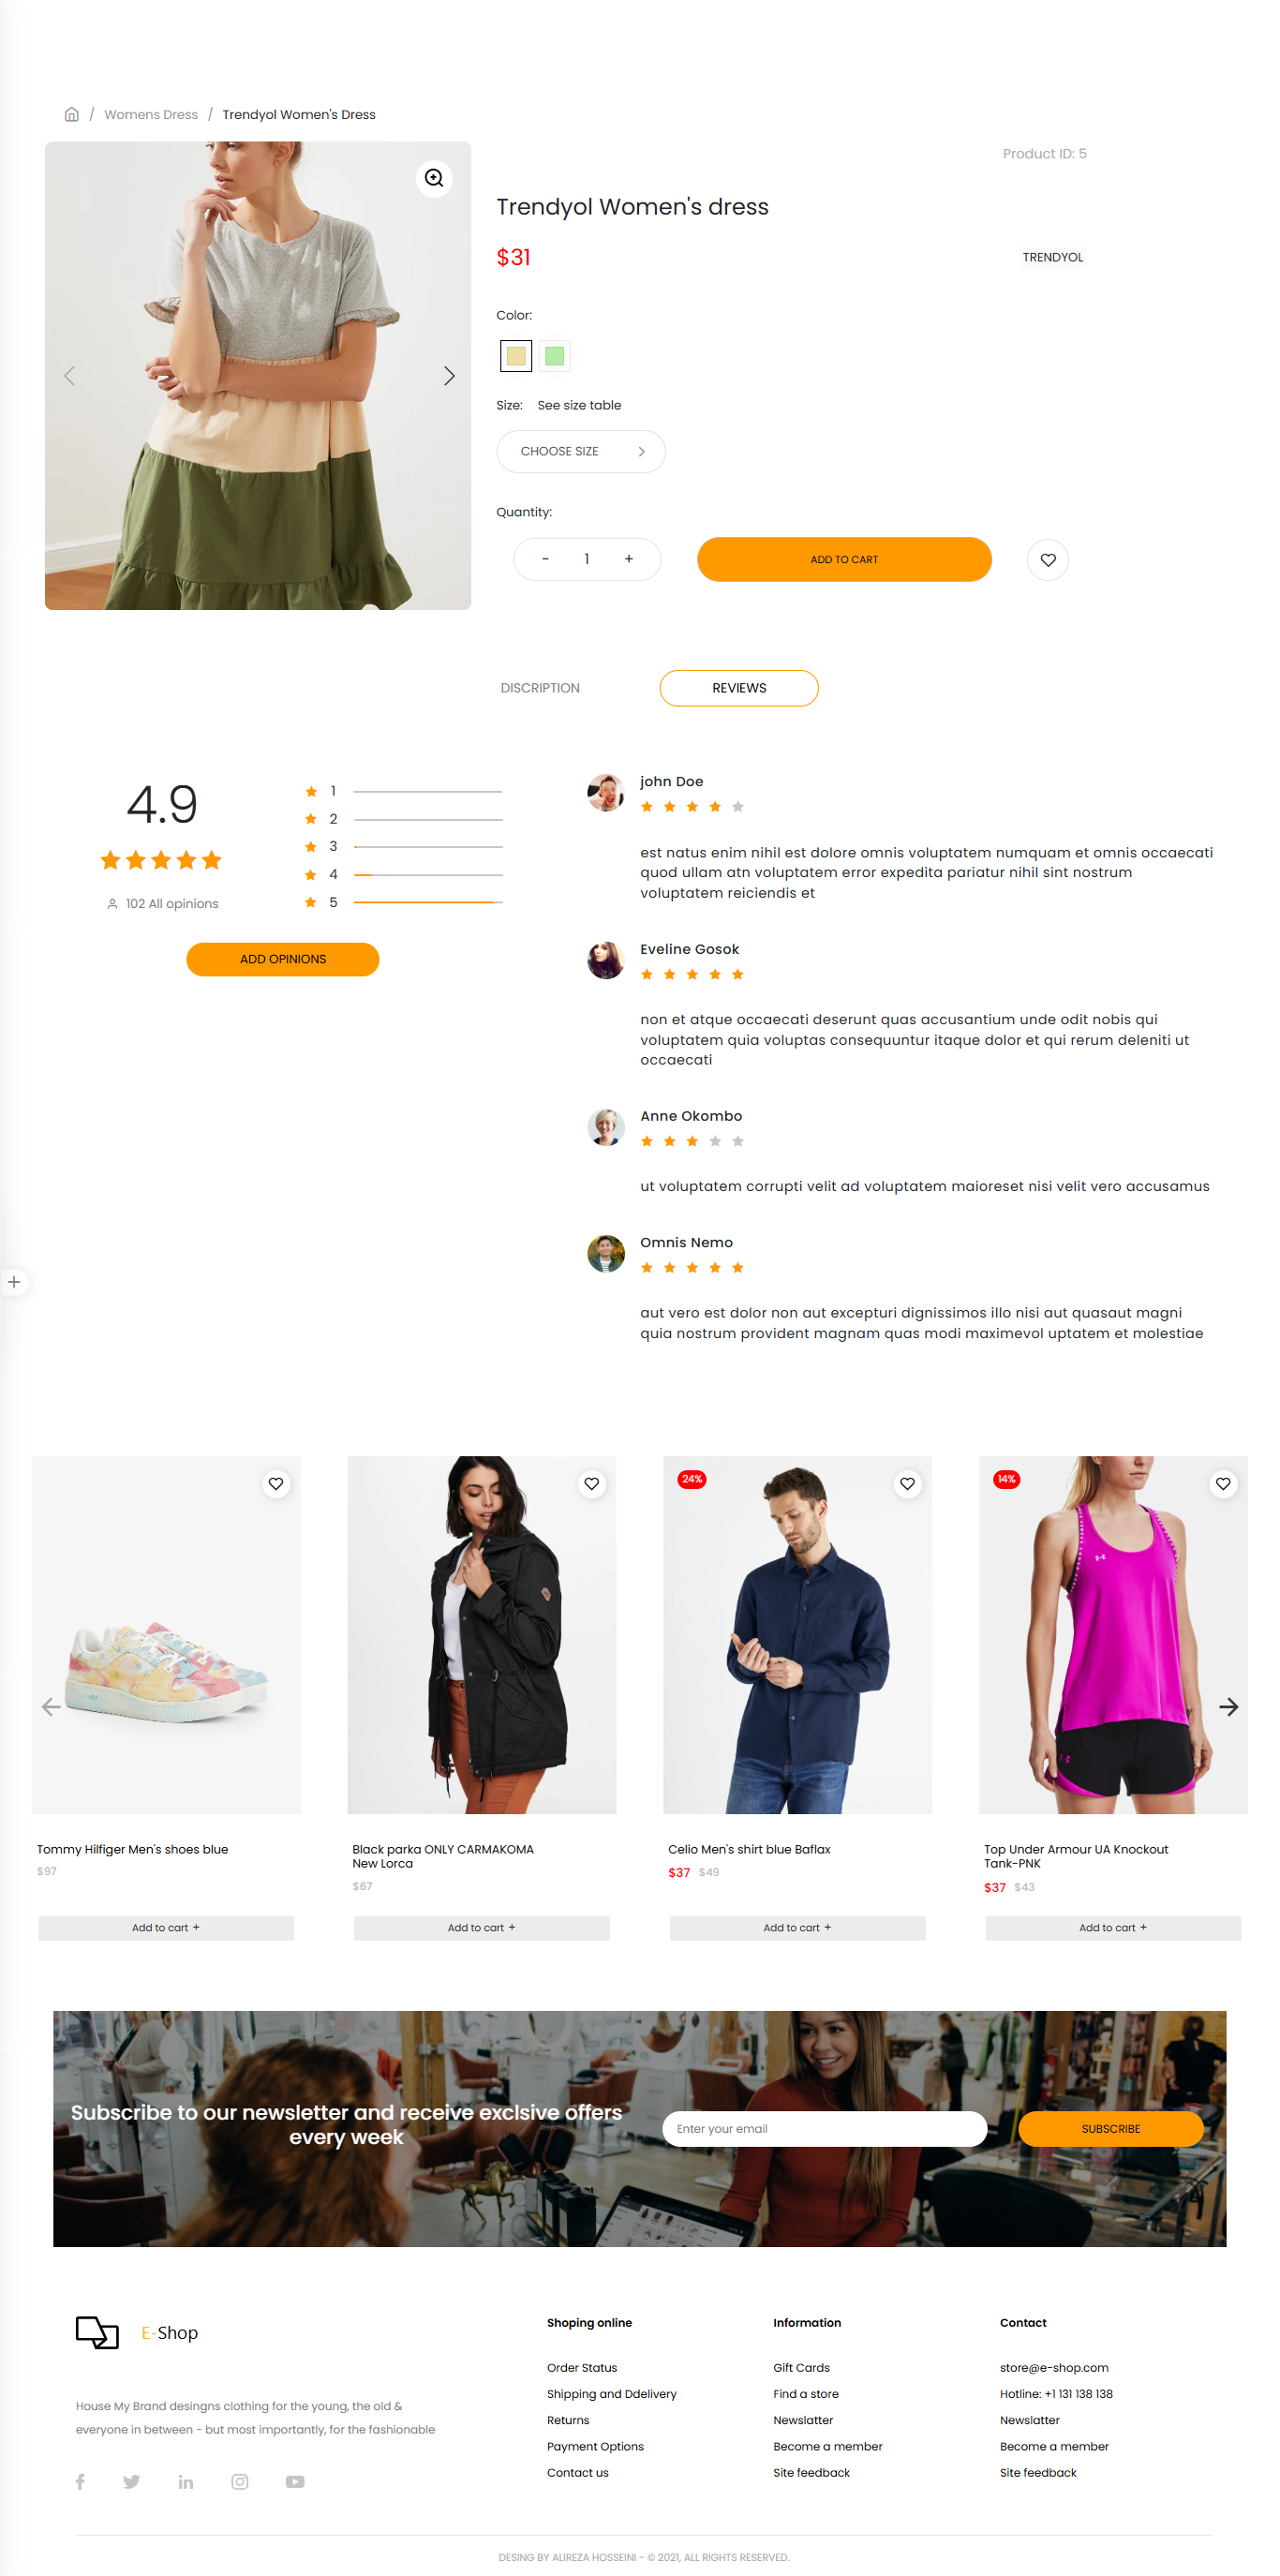 / Womens Dress / Trendyol Women's Dress
Product ID: 5
Trendyol Women's dress
$31
TRENDYOL
Color:
Size: See size table
CHOOSE SIZE
Quantity:
- 1 +
ADD TO CART
DISCRIPTION
REVIEWS
4.9
102 All opinions
1
2
3
4
5
ADD OPINIONS
john Doe
est natus enim nihil est dolore omnis voluptatem numquam et omnis occaecati
quod ullam atn voluptatem error expedita pariatur nihil sint nostrum
voluptatem reiciendis et
Eveline Gosok
non et atque occaecati deserunt quas accusantium unde odit nobis qui
voluptatem quia voluptas consequuntur itaque dolor et qui rerum deleniti ut
occaecati
Anne Okombo
ut voluptatem corrupti velit ad voluptatem maioreset nisi velit vero accusamus
Omnis Nemo
aut vero est dolor non aut excepturi dignissimos illo nisi aut quasaut magni
quia nostrum provident magnam quas modi maximevol uptatem et molestiae
+
Tommy Hilfiger Men's shoes blue
$97
Add to cart +
Black parka ONLY CARMAKOMA
New Lorca
$67
Add to cart +
24%
Celio Men's shirt blue Baflax
$37 $49
Add to cart +
14%
Top Under Armour UA Knockout
Tank-PNK
$37 $43
Add to cart +
Subscribe to our newsletter and receive exclsive offers
every week
Enter your email
SUBSCRIBE
E-Shop
House My Brand desingns clothing for the young, the old &
everyone in between - but most importantly, for the fashionable
Shoping online
Order Status
Shipping and Ddelivery
Returns
Payment Options
Contact us
Information
Gift Cards
Find a store
Newslatter
Become a member
Site feedback
Contact
store@e-shop.com
Hotline: +1 131 138 138
Newslatter
Become a member
Site feedback
DESING BY ALIREZA HOSSEINI - © 2021, ALL RIGHTS RESERVED.